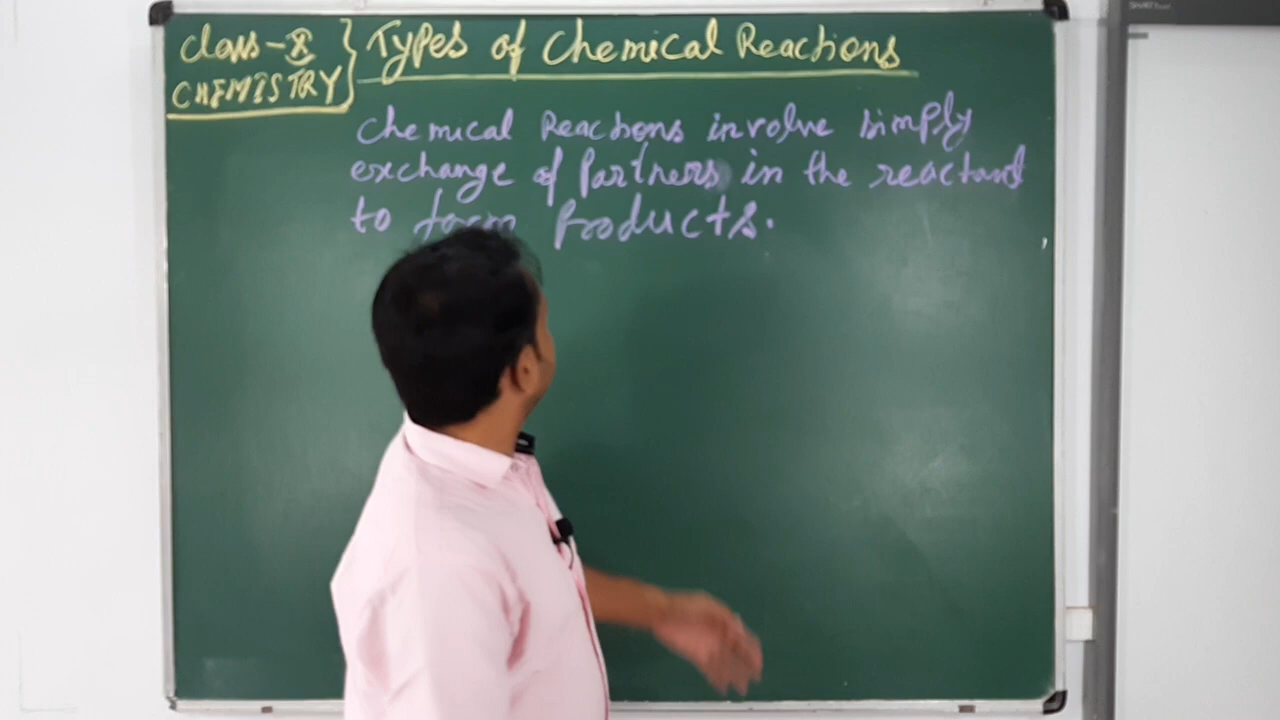 Class - X
CHEMISTRY
Types of Chemical Reactions
Chemical Reactions involve simply
exchange of Partners in the reactant
to form Products.